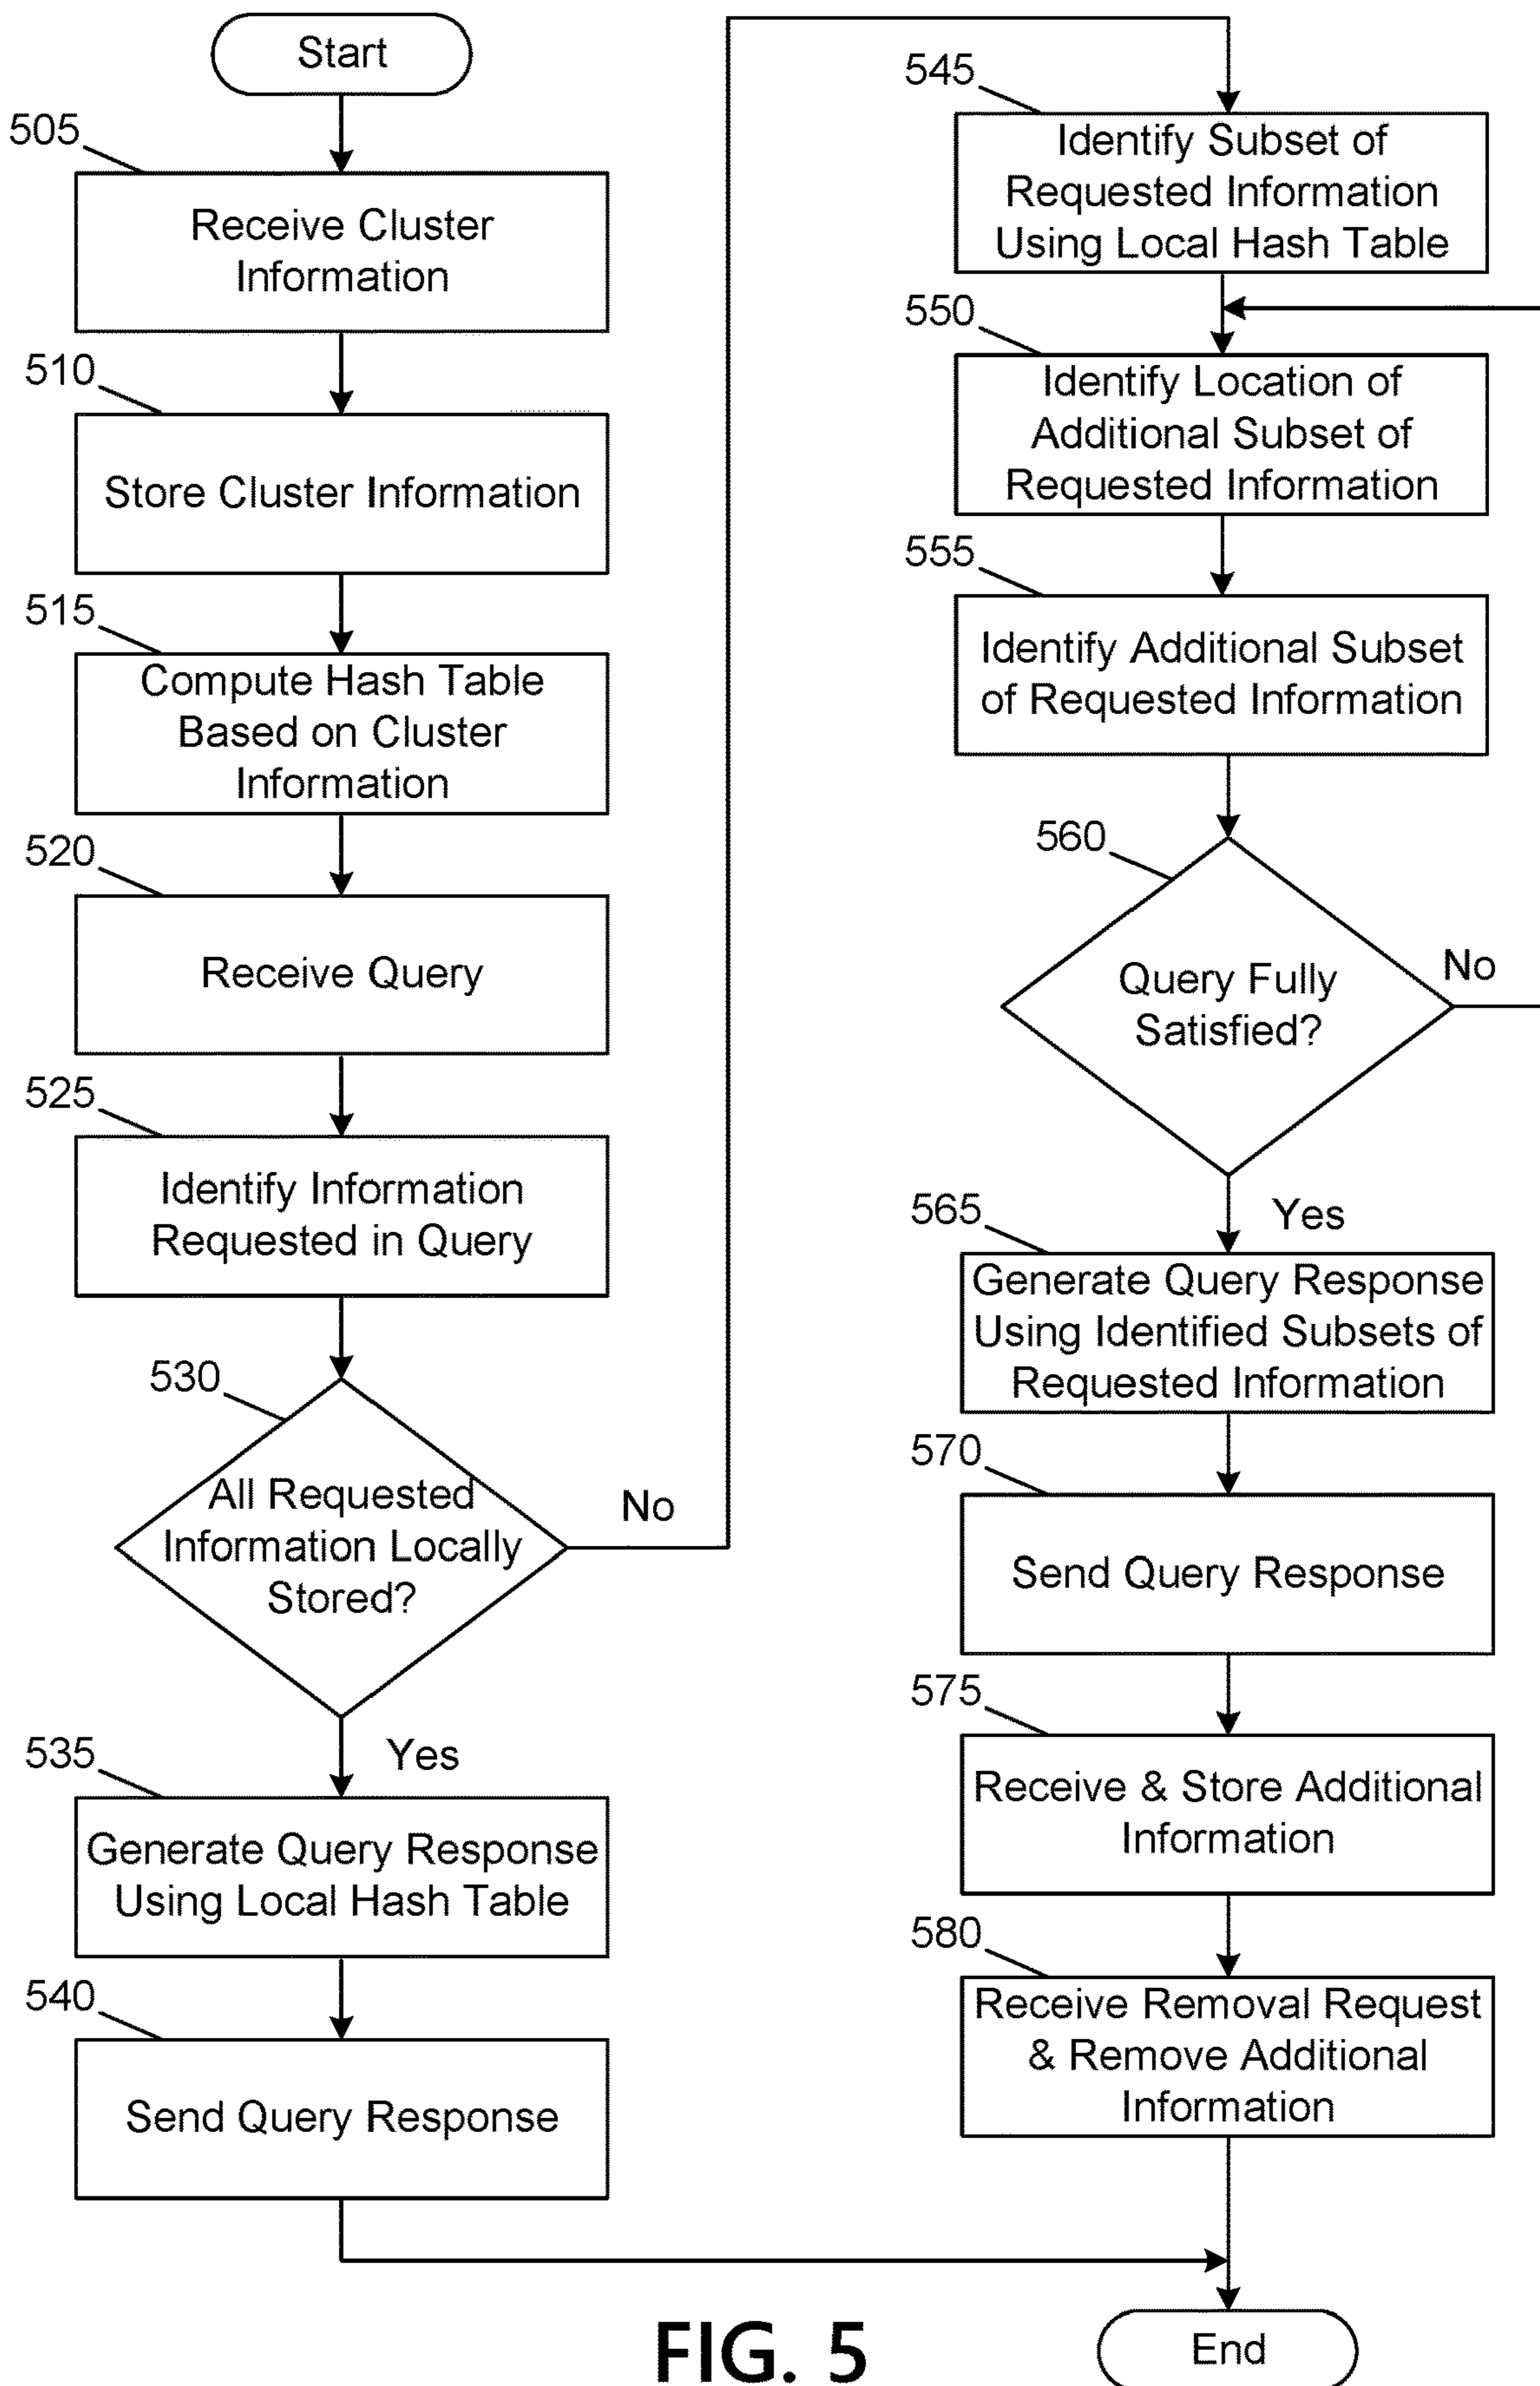 Start
505
Receive Cluster
Information
510
Store Cluster Information
515
Compute Hash Table
Based on Cluster
Information
520
Receive Query
525
Identify Information
Requested in Query
530
All Requested
Information Locally
Stored?
No
Yes
535
Generate Query Response
Using Local Hash Table
540
Send Query Response
545
Identify Subset of
Requested Information
Using Local Hash Table
550
Identify Location of
Additional Subset of
Requested Information
555
Identify Additional Subset
of Requested Information
560
Query Fully
Satisfied?
No
Yes
565
Generate Query Response
Using Identified Subsets of
Requested Information
570
Send Query Response
575
Receive & Store Additional
Information
580
Receive Removal Request
& Remove Additional
Information
End
FIG. 5